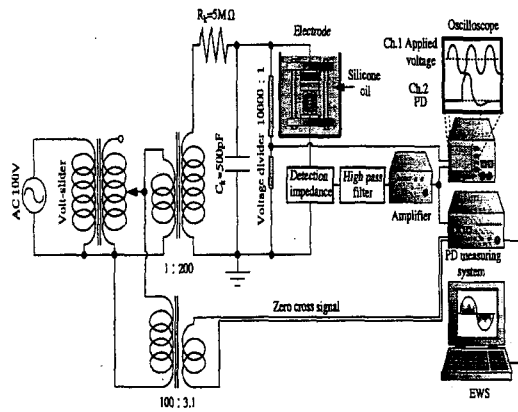 Oscilloscope
Ch.1 Applied
voltage
Ch.2
PD
Rk=5MΩ
Electrode
Silicone
oil
Ck=500pF
Voltage divider 10000 : 1
Volt-slider
AC 100V
Detection
impedance
High pass
filter
Amplifier
PD measuring
system
1 : 200
Zero cross signal
100 : 3.1
EWS